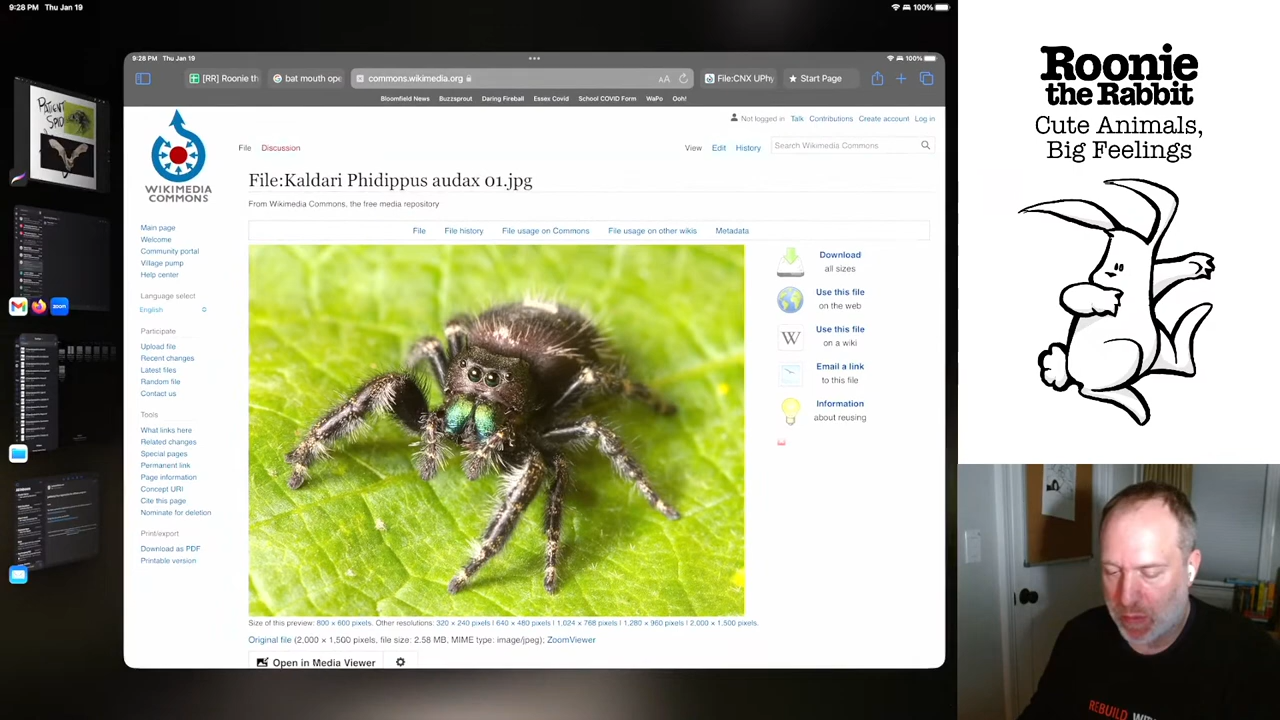 9:28 PM Thu Jan 19
100%
PATIENT
SPID
9:28 PM Thu Jan 19
100%
[RR] Roonie th
bat mouth ope
commons.wikimedia.org
AA
File:CNX UPhy
Start Page
Bloomfield News
Buzzsprout
Daring Fireball
Essex Covid
School COVID Form
WaPo
Ooh!
WIKIMEDIA
COMMONS
Not logged in Talk Contributions Create account Log in
File Discussion
View Edit History
Search Wikimedia Commons
File:Kaldari Phidippus audax 01.jpg
From Wikimedia Commons, the free media repository
File File history File usage on Commons File usage on other wikis Metadata
Main page
Welcome
Community portal
Village pump
Help center
Language select
English
Participate
Upload file
Recent changes
Latest files
Random file
Contact us
Tools
What links here
Related changes
Special pages
Permanent link
Page information
Concept URI
Cite this page
Nominate for deletion
Print/export
Download as PDF
Printable version
Download
all sizes
Use this file
on the web
W
Use this file
on a wiki
Email a link
to this file
Information
about reusing
Size of this preview: 800 × 600 pixels. Other resolutions: 320 × 240 pixels | 640 × 480 pixels | 1,024 × 768 pixels | 1,280 × 960 pixels | 2,000 × 1,500 pixels.
Original file (2,000 × 1,500 pixels, file size: 2.58 MB, MIME type: image/jpeg); ZoomViewer
Open in Media Viewer
zoom
Roonie
the Rabbit
Cute Animals,
Big Feelings
REBUILD WITH